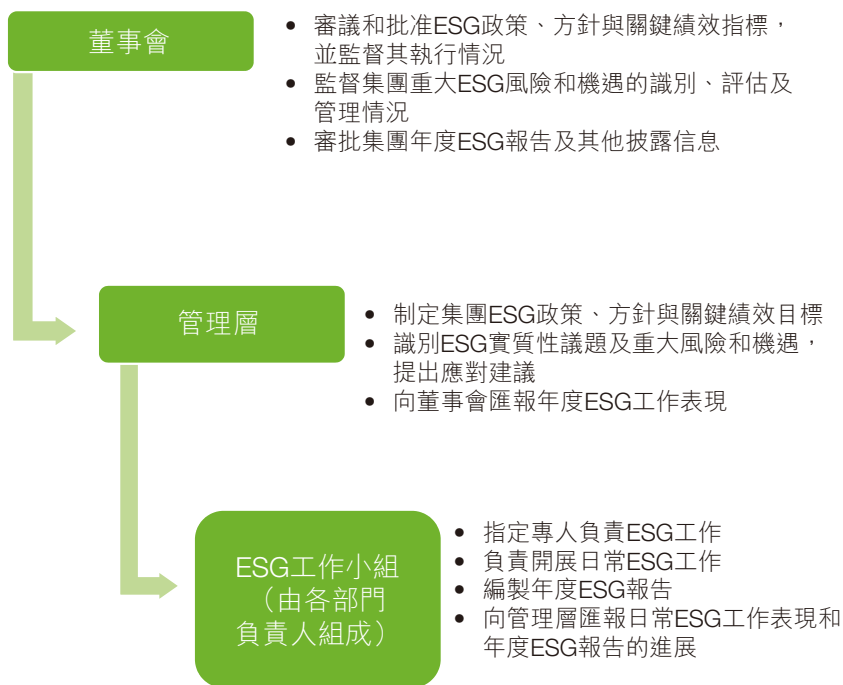 董事會
• 審議和批准ESG政策、方針與關鍵績效指標，
並監督其執行情況
• 監督集團重大ESG風險和機遇的識別、評估及
管理情況
• 審批集團年度ESG報告及其他披露信息
管理層
• 制定集團ESG政策、方針與關鍵績效目標
• 識別ESG實質性議題及重大風險和機遇，
提出應對建議
• 向董事會匯報年度ESG工作表現
ESG工作小組
（由各部門
負責人組成）
• 指定專人負責ESG工作
• 負責開展日常ESG工作
• 編製年度ESG報告
• 向管理層匯報日常ESG工作表現和
年度ESG報告的進展